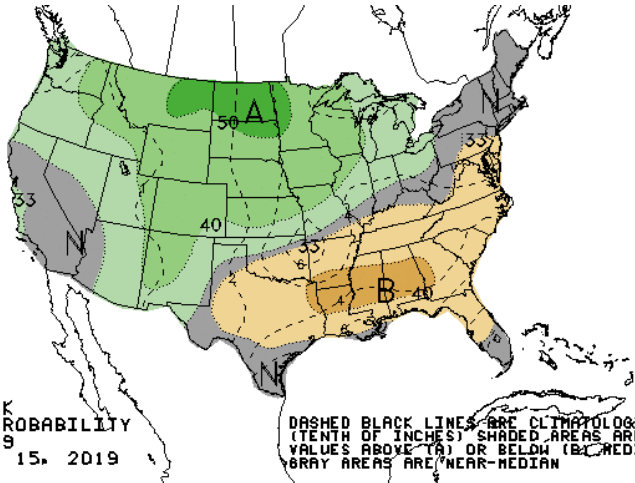 N
A
50
33
33
40
N
33
B
40
N
K
ROBABILITY
9
15, 2019
DASHED BLACK LINES ARE CLIMATOLOG
(TENTH OF INCHES) SHADED AREAS AR
VALUES ABOVE (A) OR BELOW (B) RED
GRAY AREAS ARE NEAR-MEDIAN